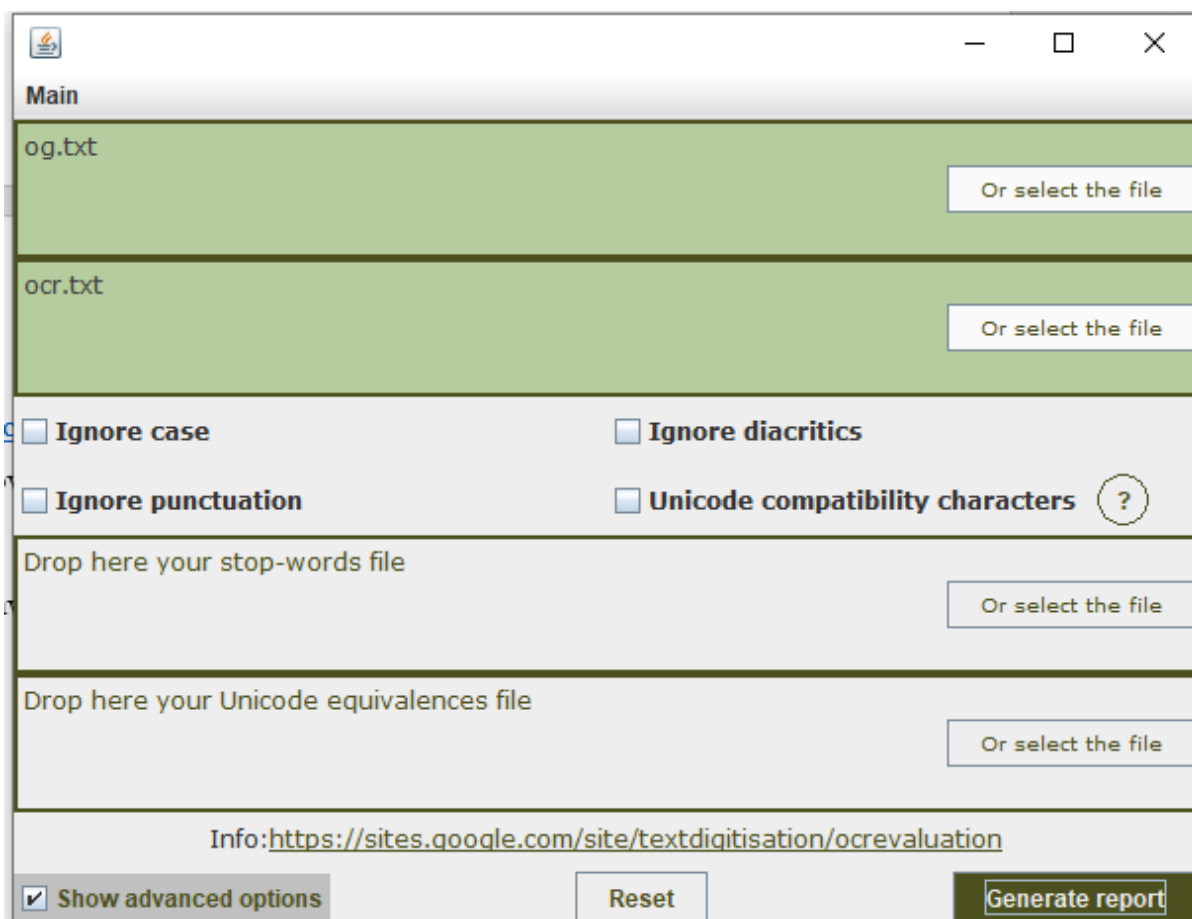 Main
og.txt
Or select the file
ocr.txt
Or select the file
Ignore case Ignore diacritics
Ignore punctuation Unicode compatibility characters ?
Drop here your stop-words file
Or select the file
Drop here your Unicode equivalences file
Or select the file
Info:https://sites.google.com/site/textdigitisation/ocrevaluation
Show advanced options Reset Generate report